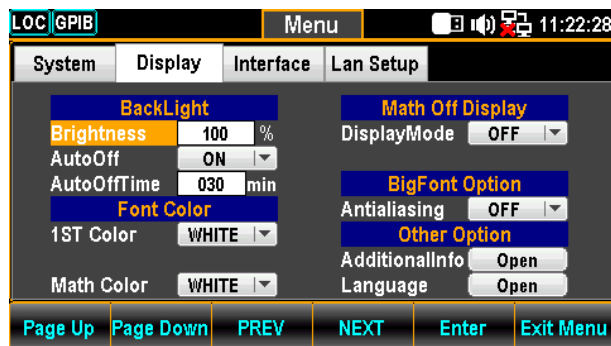 LOC GPIB Menu 11:22:28
System Display Interface Lan Setup
BackLight
Brightness 100 %
AutoOff ON
AutoOffTime 030 min
Font Color
1ST Color WHITE
Math Color WHITE
Math Off Display
DisplayMode OFF
BigFont Option
Antialiasing OFF
Other Option
AdditionalInfo Open
Language Open
Page Up Page Down PREV NEXT Enter Exit Menu